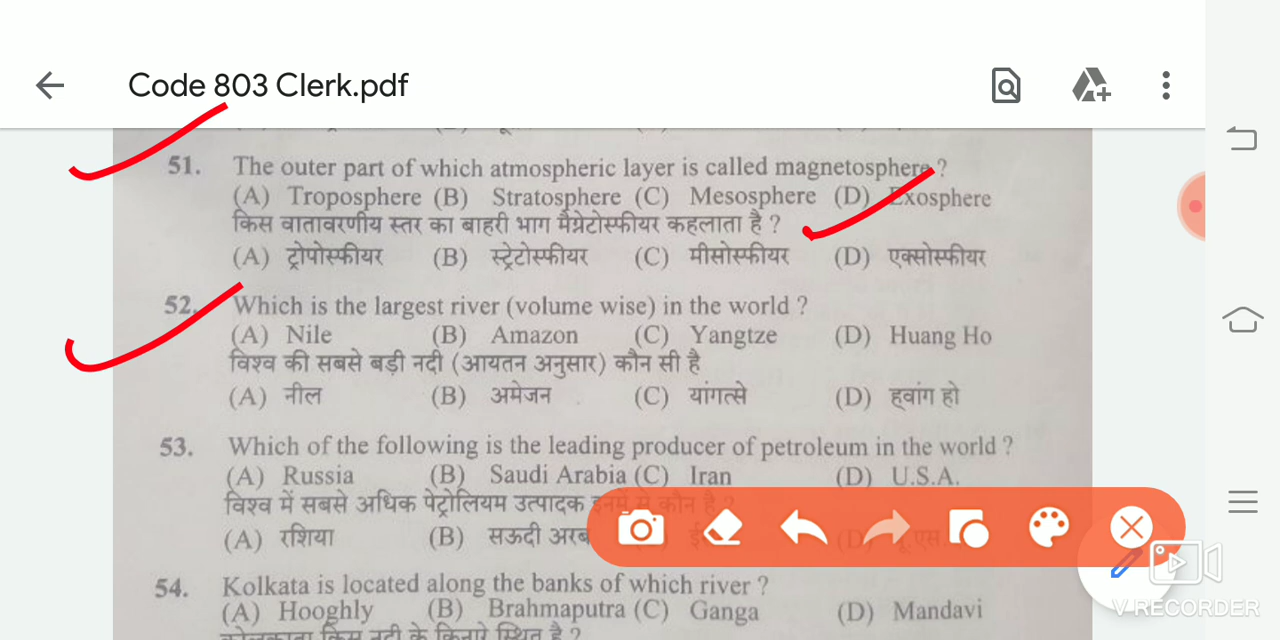 Code 803 Clerk.pdf
51. The outer part of which atmospheric layer is called magnetosphere ?
(A) Troposphere (B) Stratosphere (C) Mesosphere (D) Exosphere
किस वातावरणीय स्तर का बाहरी भाग मैग्नेटोस्फीयर कहलाता है ?
(A) ट्रोपोस्फीयर (B) स्ट्रेटोस्फीयर (C) मीसोस्फीयर (D) एक्सोस्फीयर
52. Which is the largest river (volume wise) in the world ?
(A) Nile (B) Amazon (C) Yangtze (D) Huang Ho
विश्व की सबसे बड़ी नदी (आयतन अनुसार) कौन सी है
(A) नील (B) अमेजन (C) यांगत्से (D) ह्वांग हो
53. Which of the following is the leading producer of petroleum in the world ?
(A) Russia (B) Saudi Arabia (C) Iran (D) U.S.A.
विश्व में सबसे अधिक पेट्रोलियम उत्पादक इनमें से कौन है ?
(A) रशिया (B) सऊदी अरब
54. Kolkata is located along the banks of which river ?
(A) Hooghly (B) Brahmaputra (C) Ganga (D) Mandavi
कोलकाता किस नदी के किनारे स्थित है ?
V RECORDER